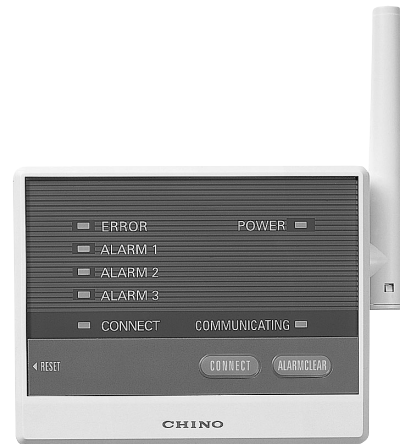 ERROR POWER
ALARM 1
ALARM 2
ALARM 3
CONNECT COMMUNICATING
RESET CONNECT ALARMCLEAR
CHINO